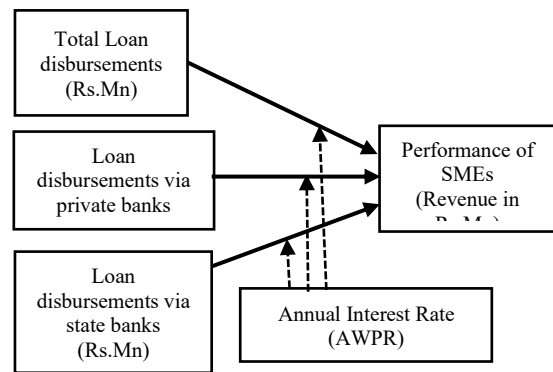 Total Loan
disbursements
(Rs.Mn)
Loan
disbursements via
private banks
Loan
disbursements via
state banks
(Rs.Mn)
Performance of
SMEs
(Revenue in
Annual Interest Rate
(AWPR)